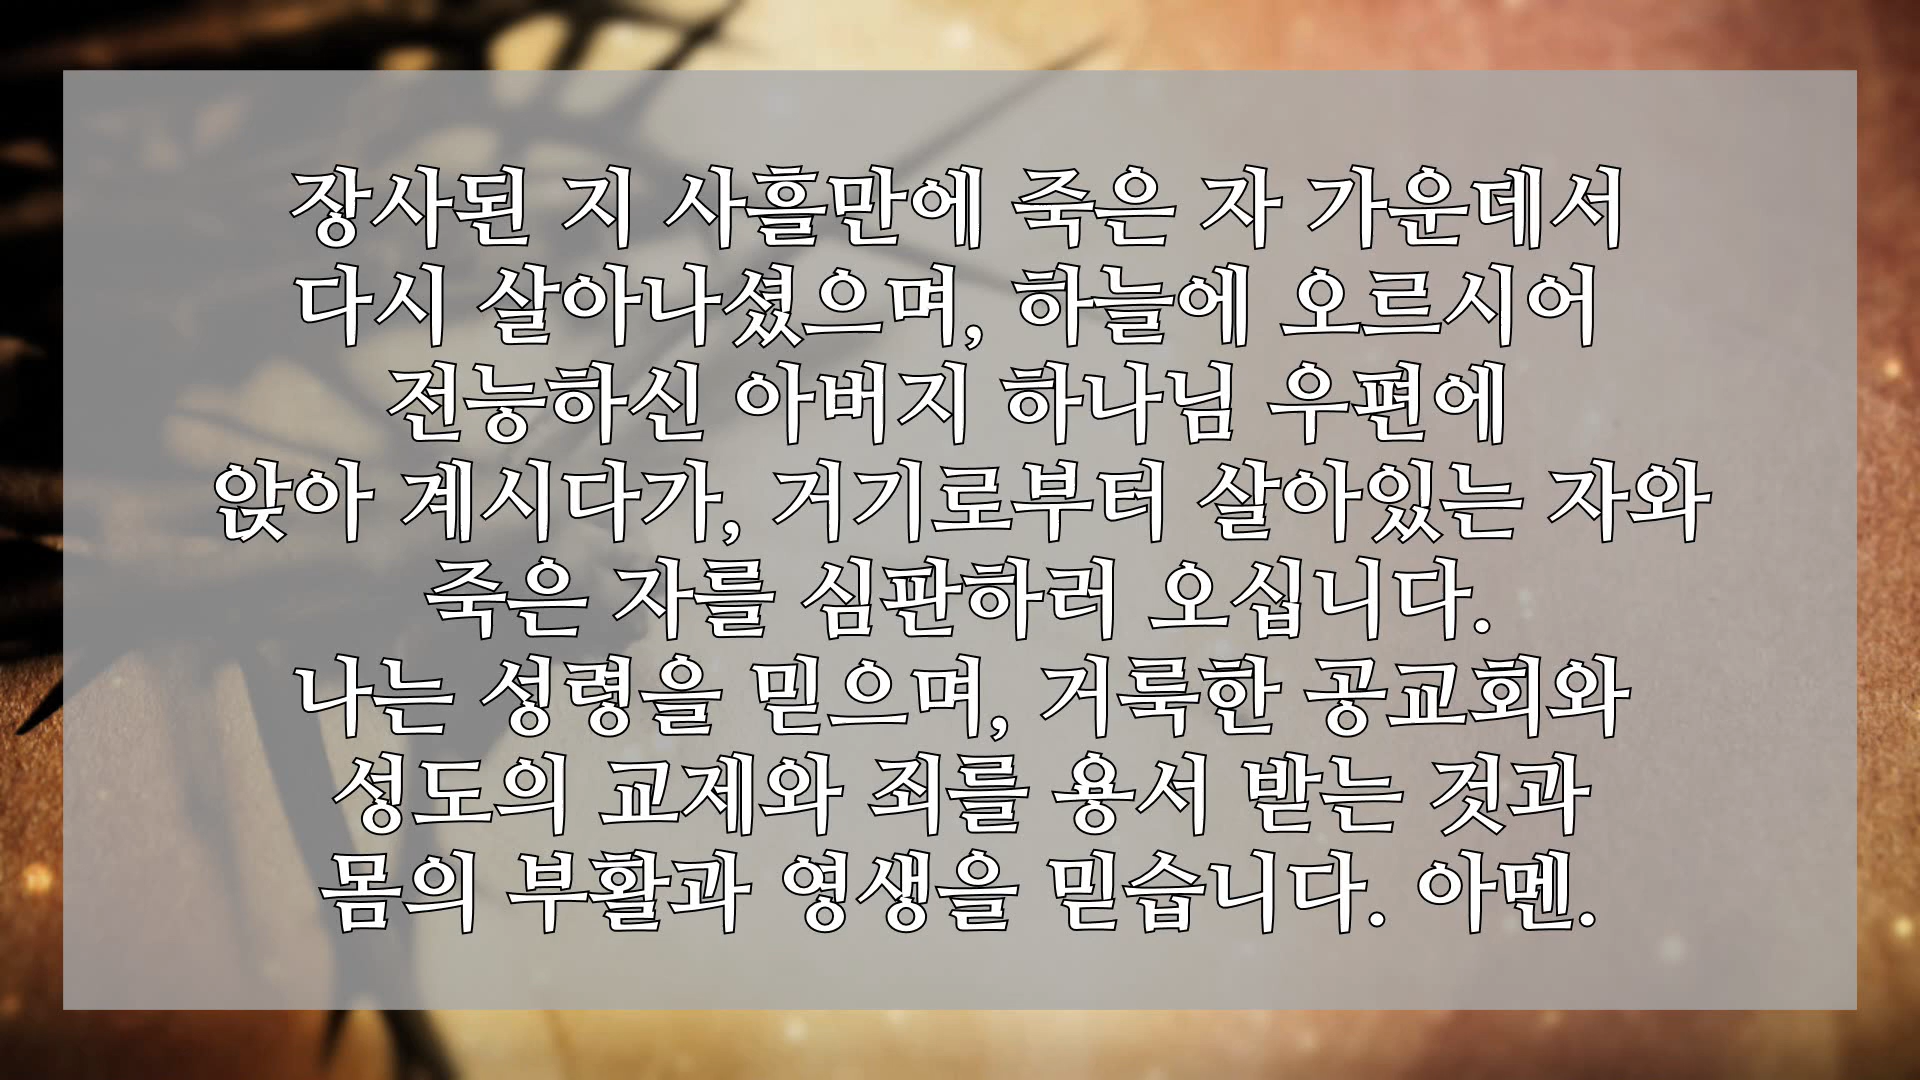 장사된 지 사흘만에 죽은 자 가운데서
다시 살아나셨으며, 하늘에 오르시어
전능하신 아버지 하나님 우편에
앉아 계시다가, 거기로부터 살아있는 자와
죽은 자를 심판하러 오십니다.
나는 성령을 믿으며, 거룩한 공교회와
성도의 교제와 죄를 용서 받는 것과
몸의 부활과 영생을 믿습니다. 아멘.